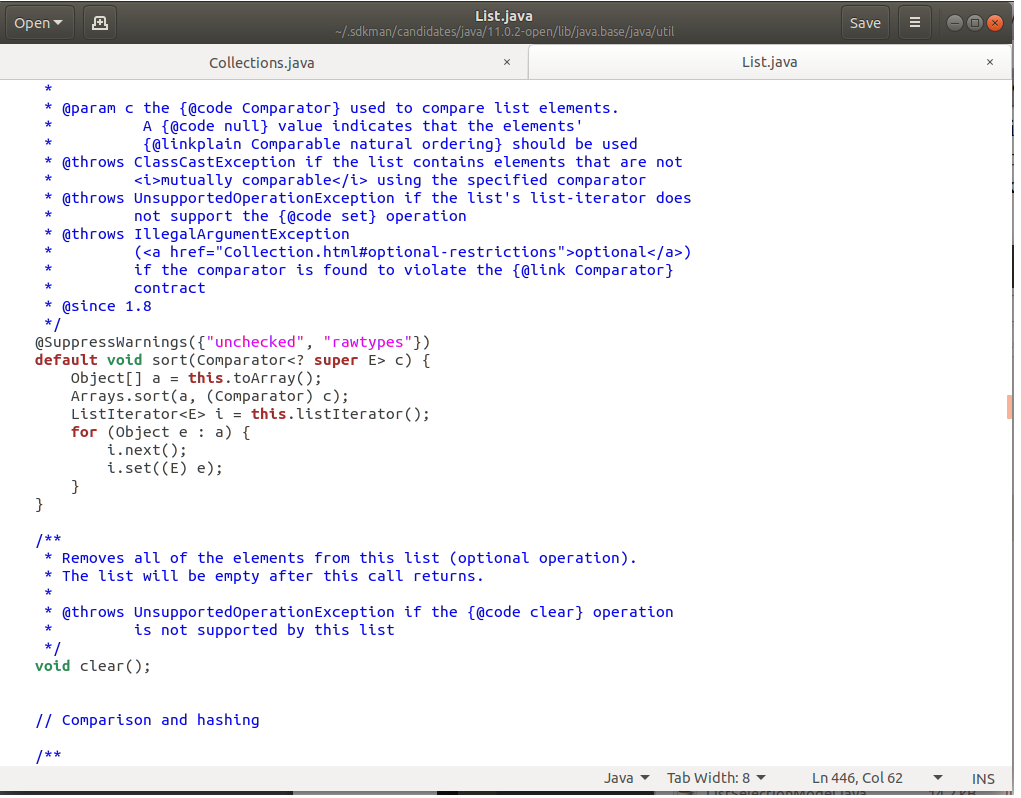 Open
List.java
~/.sdkman/candidates/java/11.0.2-open/lib/java.base/java/util
Save
Collections.java ×
List.java ×
*
* @param c the {@code Comparator} used to compare list elements.
* A {@code null} value indicates that the elements'
* {@linkplain Comparable natural ordering} should be used
* @throws ClassCastException if the list contains elements that are not
* <i>mutually comparable</i> using the specified comparator
* @throws UnsupportedOperationException if the list's list-iterator does
* not support the {@code set} operation
* @throws IllegalArgumentException
* (<a href="Collection.html#optional-restrictions">optional</a>)
* if the comparator is found to violate the {@link Comparator}
* contract
* @since 1.8
*/
@SuppressWarnings({"unchecked", "rawtypes"})
default void sort(Comparator<? super E> c) {
Object[] a = this.toArray();
Arrays.sort(a, (Comparator) c);
ListIterator<E> i = this.listIterator();
for (Object e : a) {
i.next();
i.set((E) e);
}
}
/**
* Removes all of the elements from this list (optional operation).
* The list will be empty after this call returns.
*
* @throws UnsupportedOperationException if the {@code clear} operation
* is not supported by this list
*/
void clear();
// Comparison and hashing
/**
Java Tab Width: 8 Ln 446, Col 62 INS